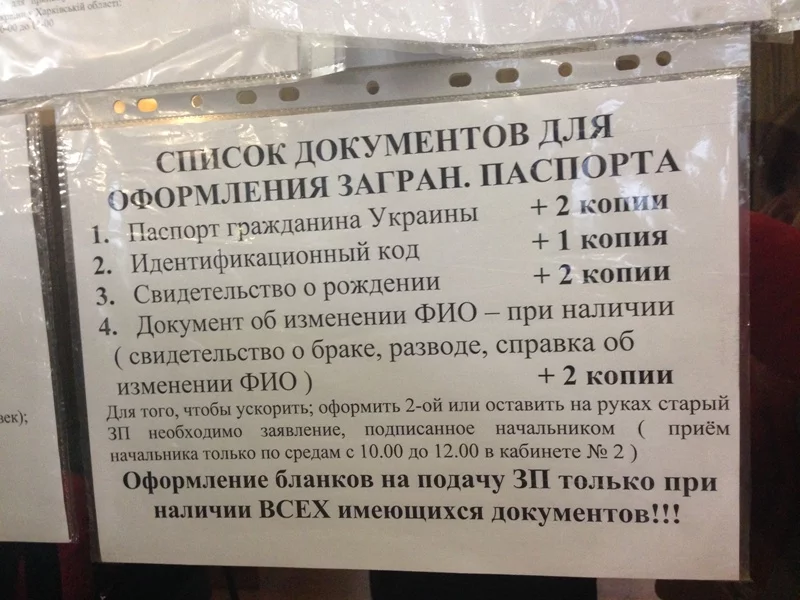 Харківській області:
СПИСОК ДОКУМЕНТОВ ДЛЯ
ОФОРМЛЕНИЯ ЗАГРАН. ПАСПОРТА
1. Паспорт гражданина Украины + 2 копии
2. Идентификационный код + 1 копия
3. Свидетельство о рождении + 2 копии
4. Документ об изменении ФИО – при наличии
( свидетельство о браке, разводе, справка об
изменении ФИО ) + 2 копии
Для того, чтобы ускорить; оформить 2-ой или оставить на руках старый
ЗП необходимо заявление, подписанное начальником ( приём
начальника только по средам с 10.00 до 12.00 в кабинете № 2 )
Оформление бланков на подачу ЗП только при
наличии ВСЕХ имеющихся документов!!!